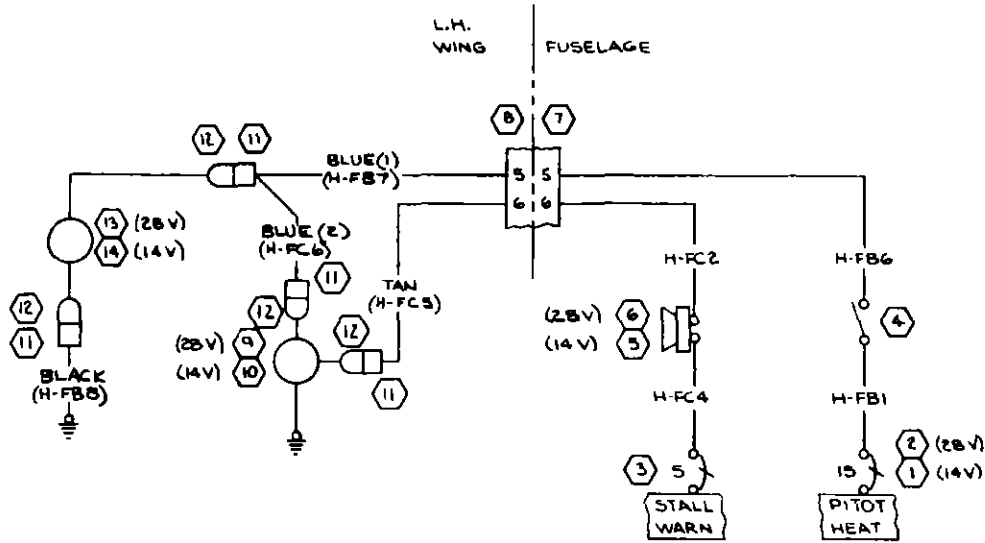 L.H.
WING
FUSELAGE
8
7
12
11
BLUE(1)
(H-FB7)
5
5
6
6
13 (28V)
14 (14V)
BLUE (2)
(H-FC6)
H-FC2
H-FB6
11
TAN
(H-FC5)
12
12
12
11
(28V) 9
(14V) 10
(28V) 6
(14V) 5
4
11
BLACK
(H-FB8)
H-FC4
H-FB1
3
5
15
2 (28V)
1 (14V)
STALL
WARN
PITOT
HEAT